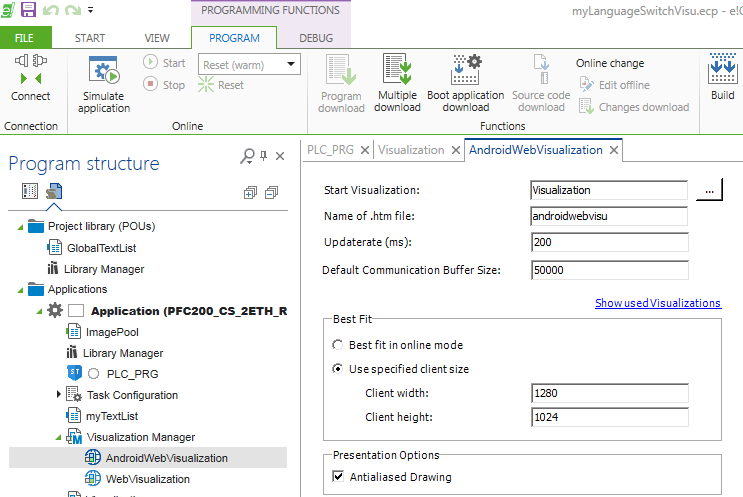 PROGRAMMING FUNCTIONS
myLanguageSwitchVisu.ecp - e!C
FILE START VIEW PROGRAM DEBUG
Connect
Connection
Simulate application
Start
Stop
Reset (warm)
Reset
Online
Program download
Multiple download
Boot application download
Source code download
Online change
Edit offline
Changes download
Functions
Build
Program structure
Project library (POUs)
GlobalTextList
Library Manager
Applications
Application (PFC200_CS_2ETH_R
ImagePool
Library Manager
PLC_PRG
Task Configuration
myTextList
Visualization Manager
AndroidWebVisualization
WebVisualization
PLC_PRG Visualization AndroidWebVisualization
Start Visualization: Visualization ...
Name of .htm file: androidwebvisu
Updaterate (ms): 200
Default Communication Buffer Size: 50000
Show used Visualizations
Best Fit
Best fit in online mode
Use specified client size
Client width: 1280
Client height: 1024
Presentation Options
Antialiased Drawing